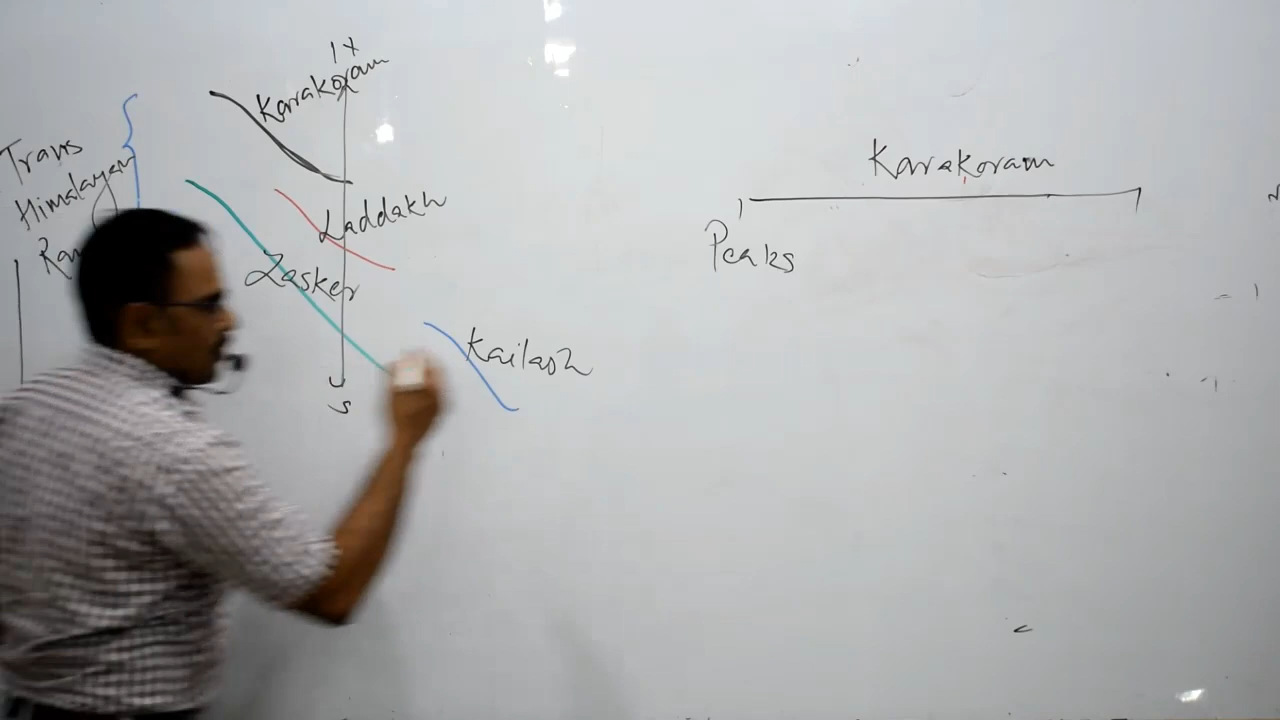 Trans
Himalayan
Karakoram
Laddakh
Zasker
S
Kailash
Karakoram
Peaks